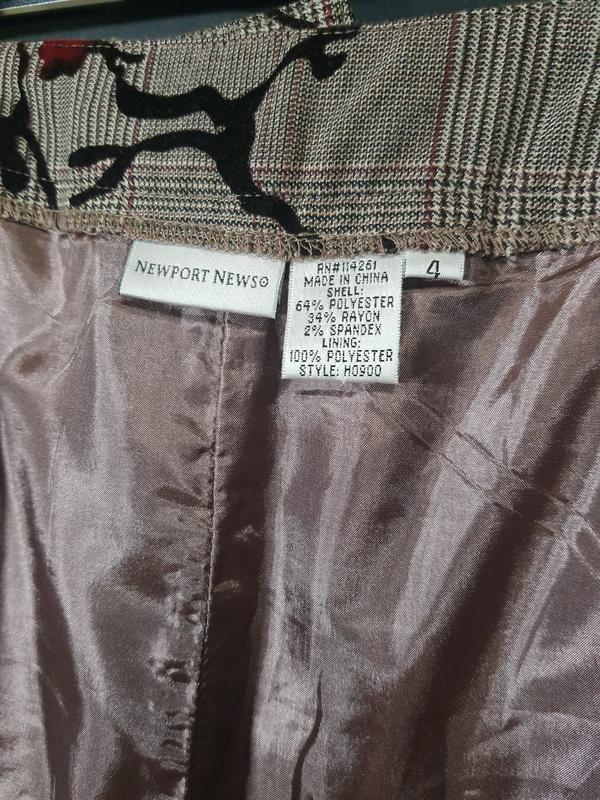 NEWPORT NEWS
RN#114261
MADE IN CHINA
SHELL:
64% POLYESTER
34% RAYON
2% SPANDEX
LINING:
100% POLYESTER
STYLE: H0900
4